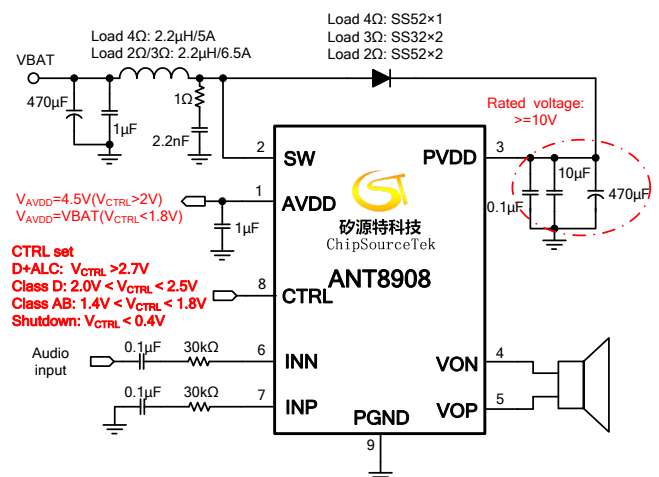 Load 4Ω: 2.2µH/5A
Load 2Ω/3Ω: 2.2µH/6.5A
Load 4Ω: SS52×1
Load 3Ω: SS32×2
Load 2Ω: SS52×2
VBAT
470µF
1µF
1Ω
2.2nF
Rated voltage:
>=10V
2
SW
PVDD
3
0.1µF
10µF
470µF
VAVDD=4.5V(VCTRL>2V)
VAVDD=VBAT(VCTRL<1.8V)
1
AVDD
1µF
ST
矽源特科技
ChipSourceTek
ANT8908
CTRL set
D+ALC: VCTRL >2.7V
Class D: 2.0V < VCTRL < 2.5V
Class AB: 1.4V < VCTRL < 1.8V
Shutdown: VCTRL < 0.4V
8
CTRL
Audio
input
0.1µF
30kΩ
6
INN
VON
4
0.1µF
30kΩ
7
INP
VOP
5
PGND
9